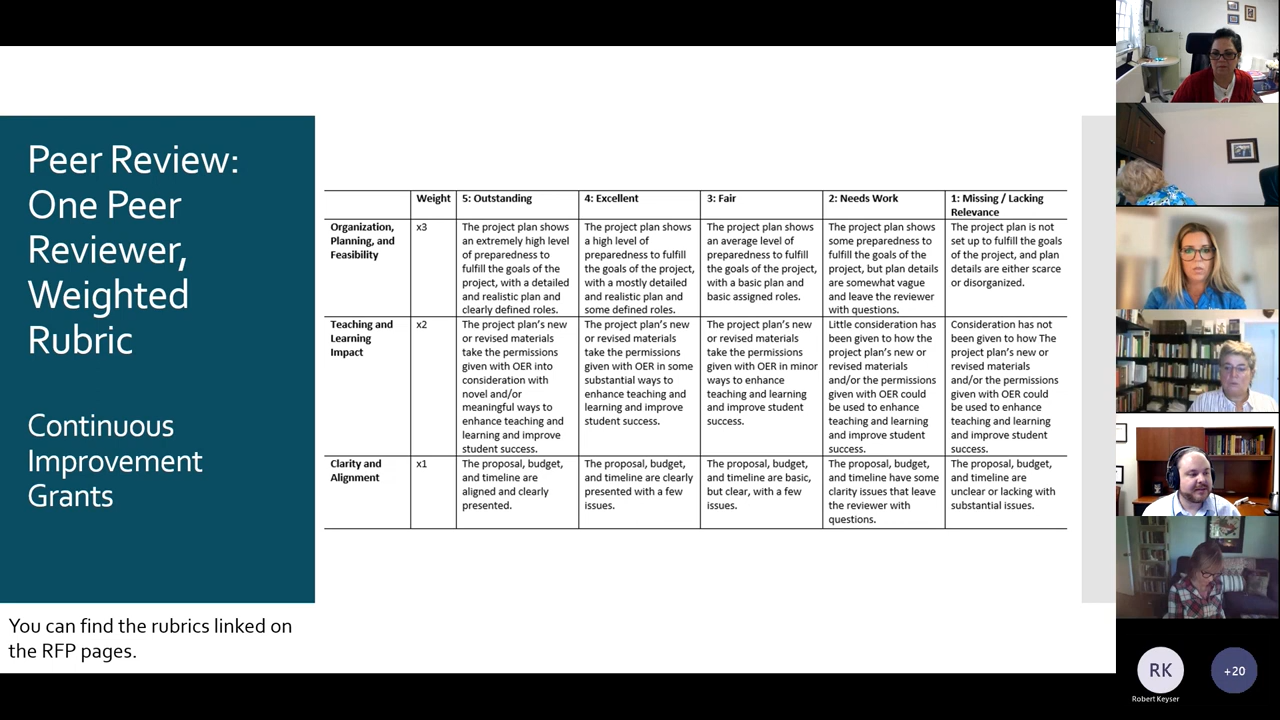 Peer Review:
One Peer
Reviewer,
Weighted
Rubric
Continuous
Improvement
Grants
You can find the rubrics linked on
the RFP pages.
Weight
5: Outstanding
4: Excellent
3: Fair
2: Needs Work
1: Missing / Lacking
Relevance
Organization,
Planning, and
Feasibility
x3
The project plan shows
an extremely high level
of preparedness to
fulfill the goals of the
project, with a detailed
and realistic plan and
clearly defined roles.
The project plan shows
a high level of
preparedness to fulfill
the goals of the project,
with a mostly detailed
and realistic plan and
some defined roles.
The project plan shows
an average level of
preparedness to fulfill
the goals of the project,
with a basic plan and
basic assigned roles.
The project plan shows
some preparedness to
fulfill the goals of the
project, but plan details
are somewhat vague
and leave the reviewer
with questions.
The project plan is not
set up to fulfill the goals
of the project, and plan
details are either scarce
or disorganized.
Teaching and
Learning
Impact
x2
The project plan’s new
or revised materials
take the permissions
given with OER into
consideration with
novel and/or
meaningful ways to
enhance teaching and
learning and improve
student success.
The project plan’s new
or revised materials
take the permissions
given with OER in some
substantial ways to
enhance teaching and
learning and improve
student success.
The project plan’s new
or revised materials
take the permissions
given with OER in minor
ways to enhance
teaching and learning
and improve student
success.
Little consideration has
been given to how the
project plan’s new or
revised materials
and/or the permissions
given with OER could
be used to enhance
teaching and learning
and improve student
success.
Consideration has not
been given to how The
project plan’s new or
revised materials
and/or the permissions
given with OER could
be used to enhance
teaching and learning
and improve student
success.
Clarity and
Alignment
x1
The proposal, budget,
and timeline are
aligned and clearly
presented.
The proposal, budget,
and timeline are clearly
presented with a few
issues.
The proposal, budget,
and timeline are basic,
but clear, with a few
issues.
The proposal, budget,
and timeline have some
clarity issues that leave
the reviewer with
questions.
The proposal, budget,
and timeline are
unclear or lacking with
substantial issues.
RK
Robert Keyser
+20